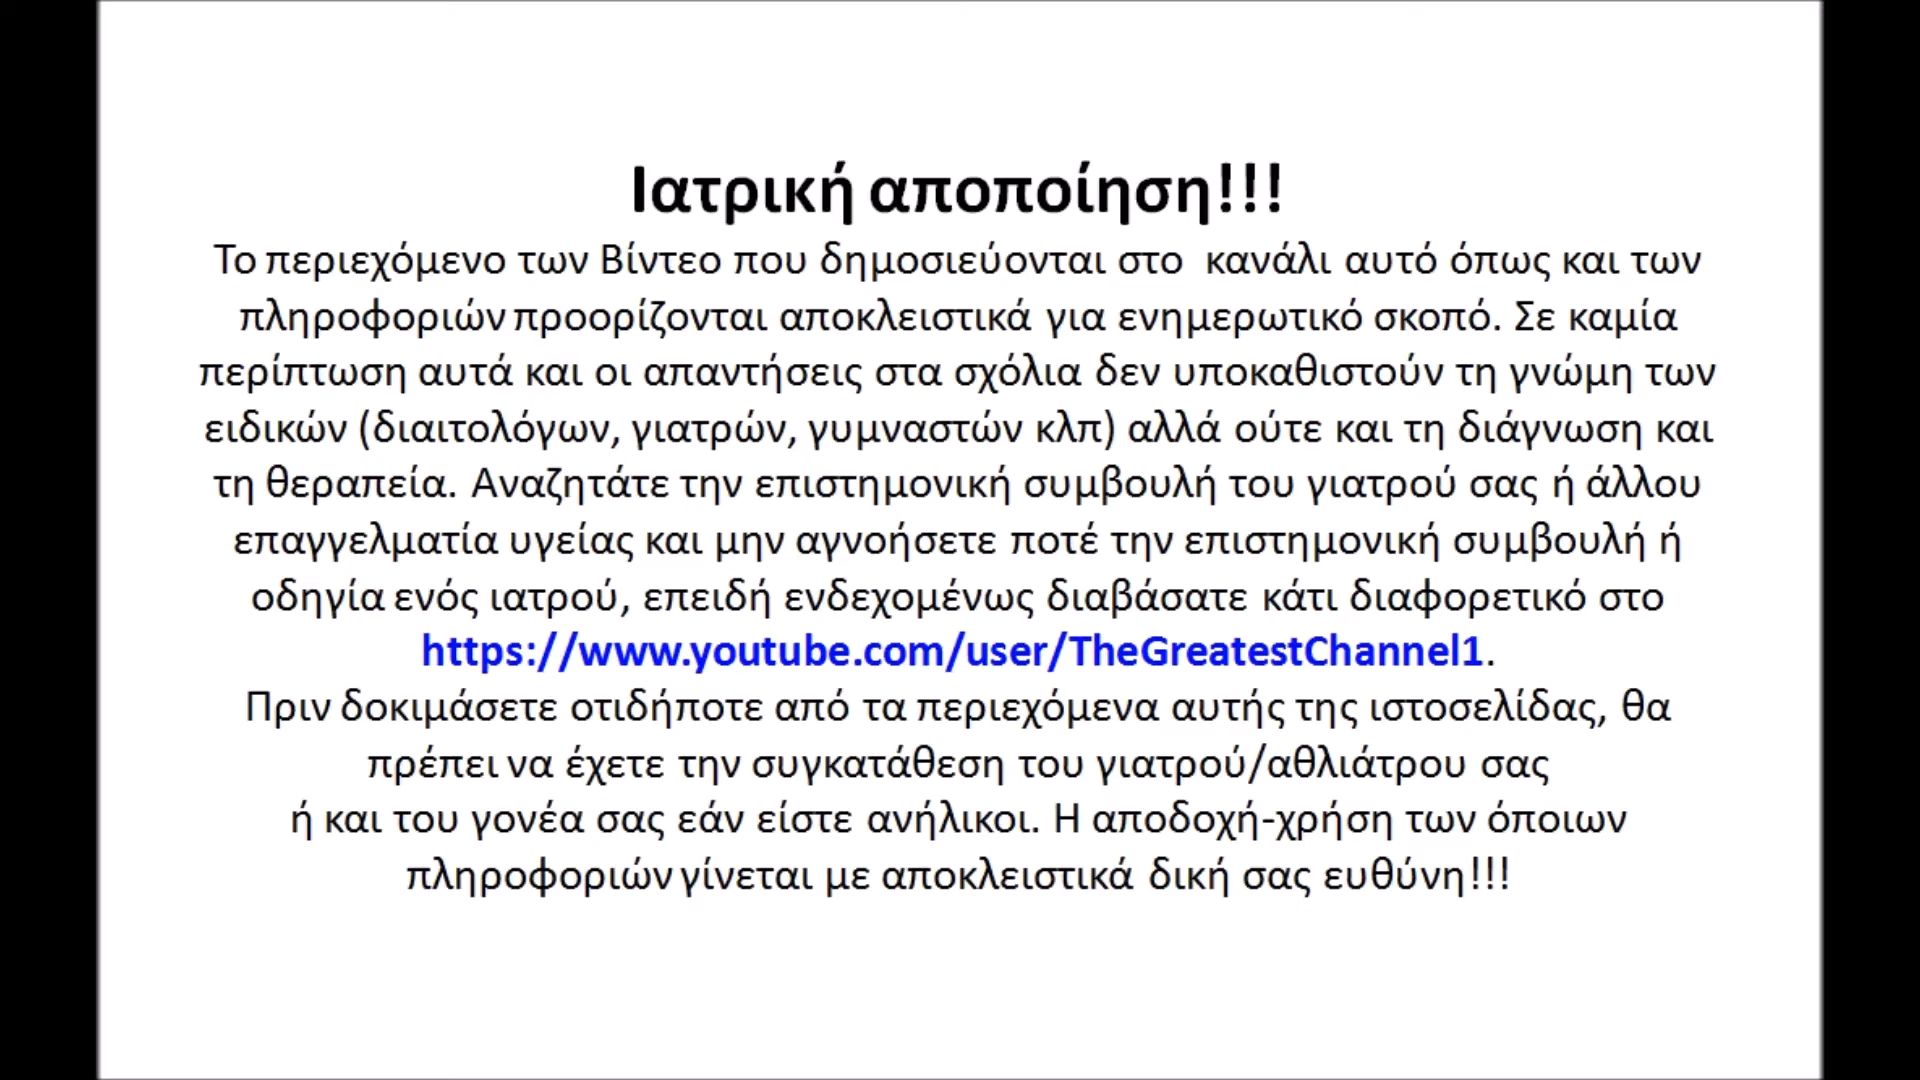 Ιατρική αποποίηση!!!
Το περιεχόμενο των Βίντεο που δημοσιεύονται στο κανάλι αυτό όπως και των
πληροφοριών προορίζονται αποκλειστικά για ενημερωτικό σκοπό. Σε καμία
περίπτωση αυτά και οι απαντήσεις στα σχόλια δεν υποκαθιστούν τη γνώμη των
ειδικών (διαιτολόγων, γιατρών, γυμναστών κλπ) αλλά ούτε και τη διάγνωση και
τη θεραπεία. Αναζητάτε την επιστημονική συμβουλή του γιατρού σας ή άλλου
επαγγελματία υγείας και μην αγνοήσετε ποτέ την επιστημονική συμβουλή ή
οδηγία ενός ιατρού, επειδή ενδεχομένως διαβάσατε κάτι διαφορετικό στο
https://www.youtube.com/user/TheGreatestChannel1.
Πριν δοκιμάσετε οτιδήποτε από τα περιεχόμενα αυτής της ιστοσελίδας, θα
πρέπει να έχετε την συγκατάθεση του γιατρού/αθλιάτρου σας
ή και του γονέα σας εάν είστε ανήλικοι. Η αποδοχή-χρήση των όποιων
πληροφοριών γίνεται με αποκλειστικά δική σας ευθύνη!!!